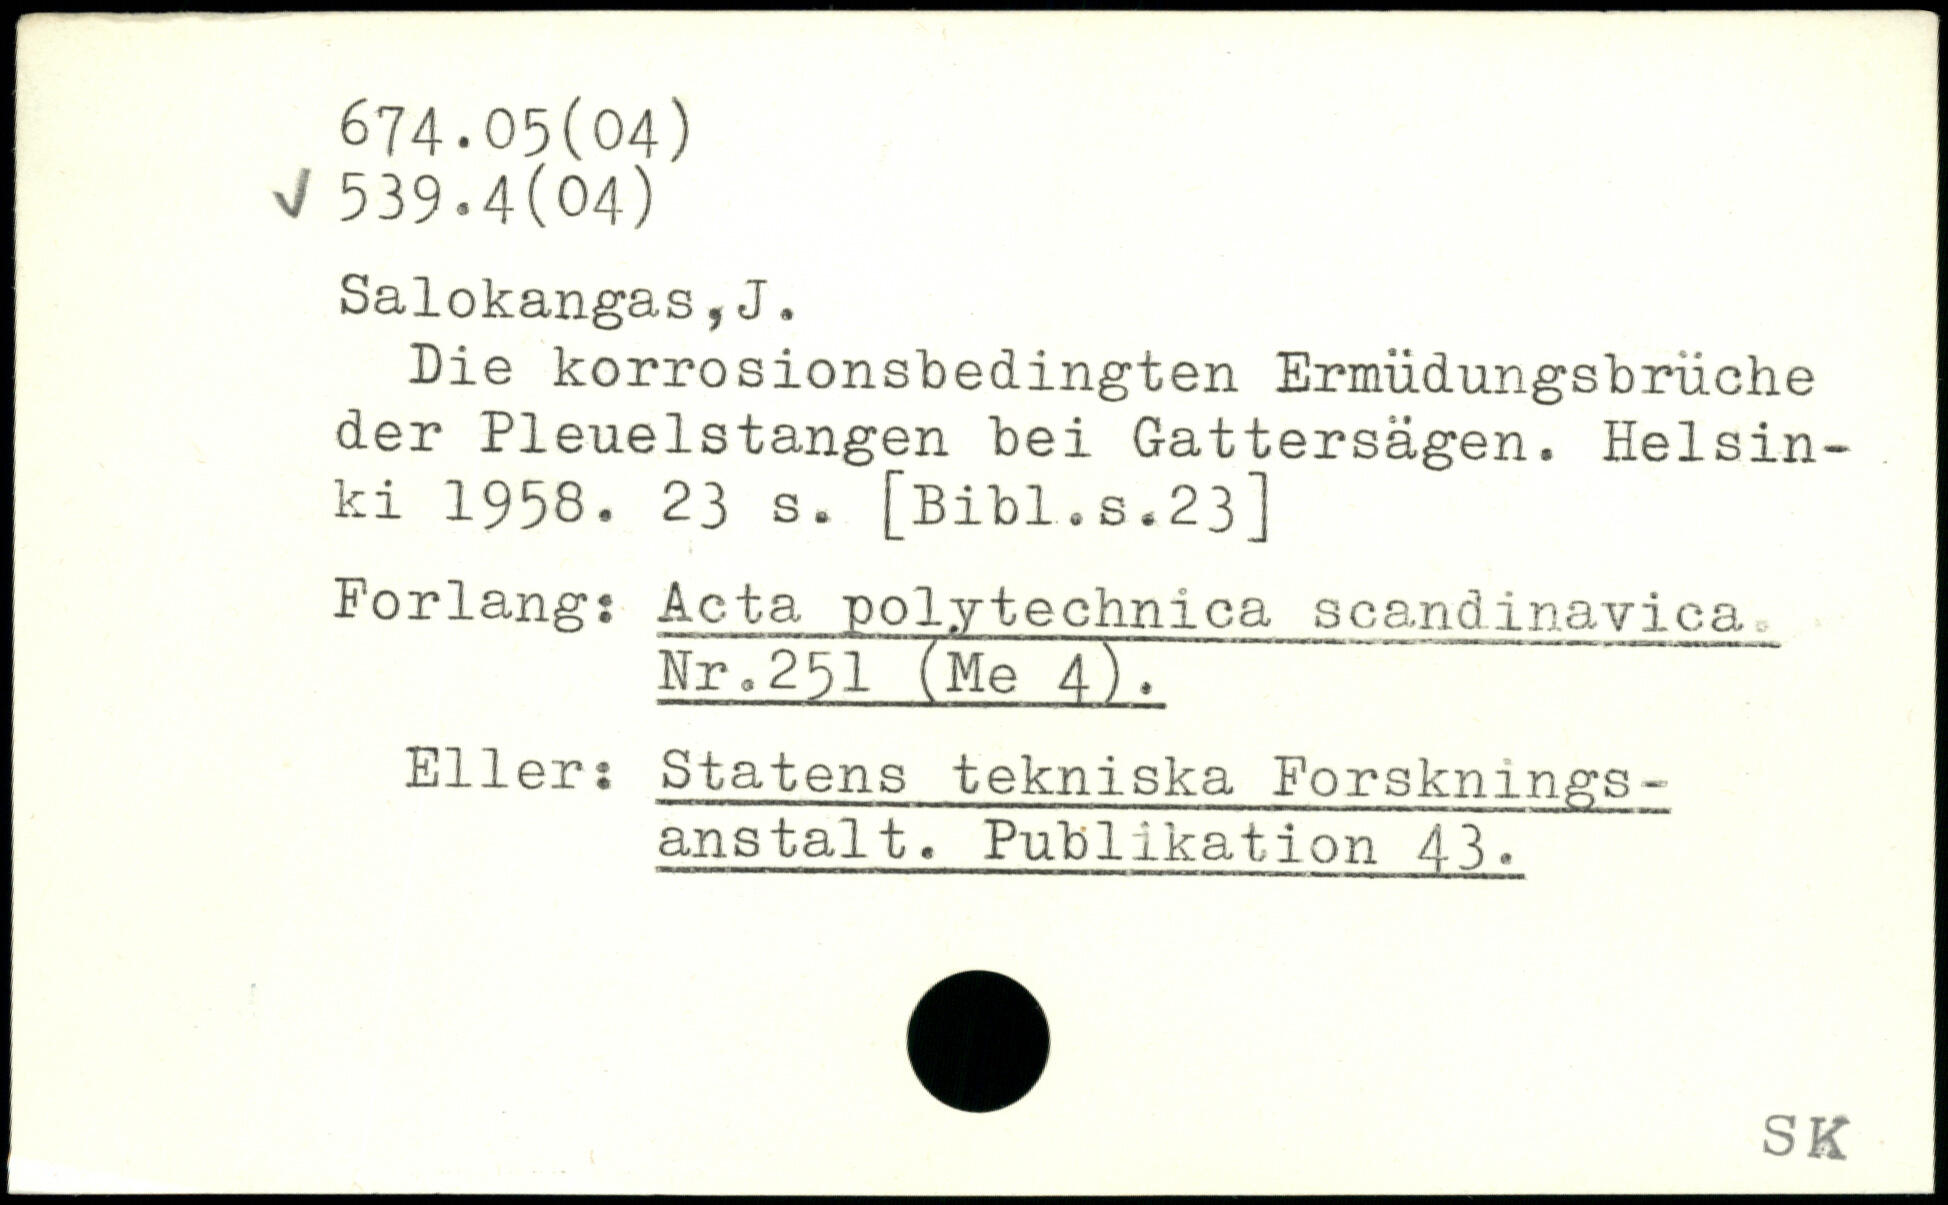 674.05(04)
✓ 539.4(04)
Salokangas,J.
Die korrosionsbedingten Ermüdungsbrüche
der Pleuelstangen bei Gattersägen. Helsin-
ki 1958. 23 s. [Bibl.s.23]
Forlang: Acta polytechnica scandinavica.
Nr.251 (Me 4).
Eller: Statens tekniska Forsknings-
anstalt. Publikation 43.
SK